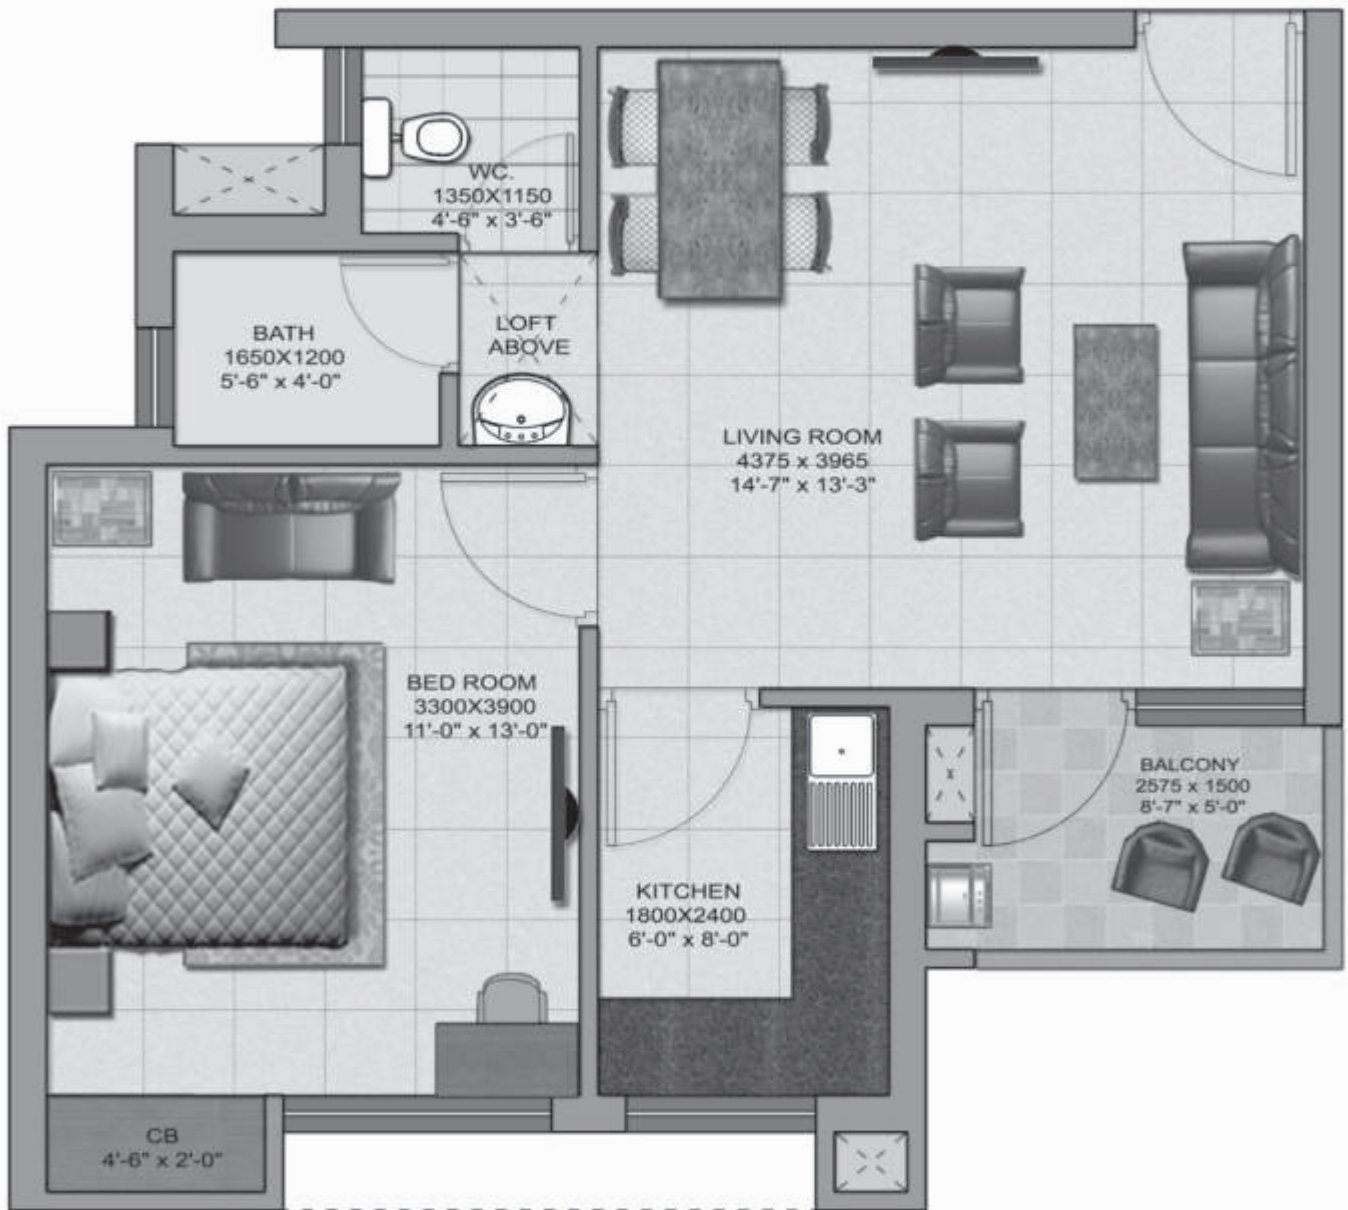 WC.
1350X1150
4'-6" x 3'-6"
BATH
1650X1200
5'-6" x 4'-0"
LOFT
ABOVE
LIVING ROOM
4375 x 3965
14'-7" x 13'-3"
BED ROOM
3300X3900
11'-0" x 13'-0"
BALCONY
2575 x 1500
8'-7" x 5'-0"
KITCHEN
1800X2400
6'-0" x 8'-0"
CB
4'-6" x 2'-0"